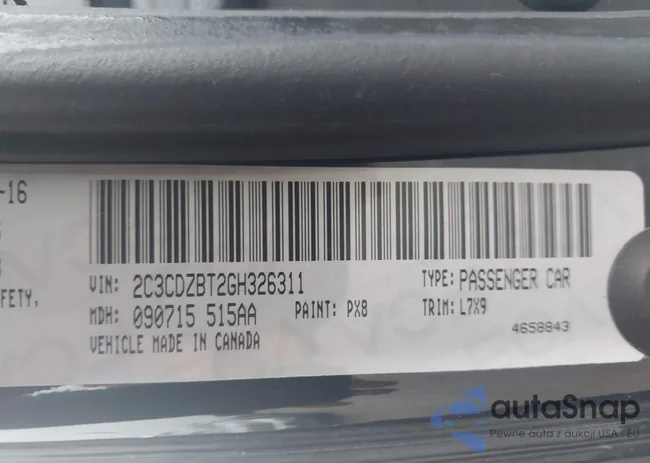 -16
FETY,
VIN: 2C3CDZBT2GH326311 TYPE: PASSENGER CAR
MDH: 090715 515AA PAINT: PX8 TRIM: L7X9
VEHICLE MADE IN CANADA 4658843
autaSnap
Pewne auta z aukcji USA i EU